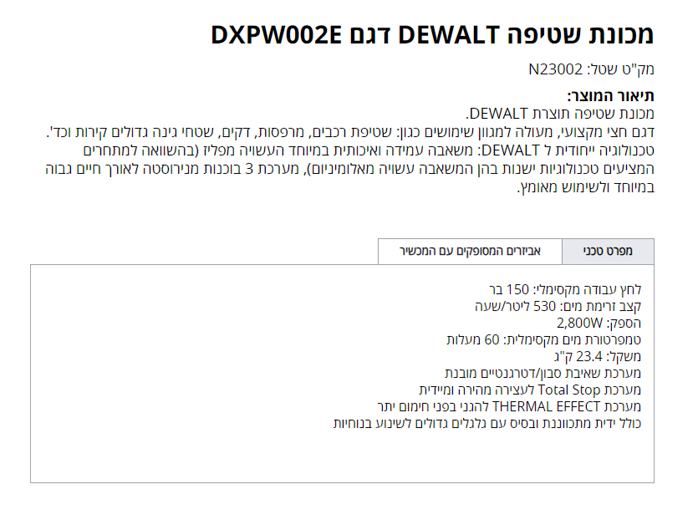 מכונת שטיפה DEWALT דגם DXPW002E
מק"ט שטל: N23002
תיאור המוצר:
מכונת שטיפה תוצרת DEWALT.
דגם חצי מקצועי, מעולה למגוון שימושים כגון: שטיפת רכבים, מרפסות, דקים, שטחי גינה גדולים קירות וכד'.
טכנולוגיה ייחודית ל DEWALT: משאבה עמידה ואיכותית במיוחד העשויה מפליז (בהשוואה למתחרים
המציעים טכנולוגיות ישנות בהן המשאבה עשויה מאלומיניום), מערכת 3 בוכנות מנירוסטה לאורך חיים גבוה
במיוחד ולשימוש מאומץ.
מפרט טכני
אביזרים המסופקים עם המכשיר
לחץ עבודה מקסימלי: 150 בר
קצב זרימת מים: 530 ליטר/שעה
הספק: 2,800W
טמפרטורת מים מקסימלית: 60 מעלות
משקל: 23.4 ק"ג
מערכת שאיבת סבון/דטרגנטיים מובנת
מערכת Total Stop לעצירה מהירה ומיידית
מערכת THERMAL EFFECT להגני בפני חימום יתר
כולל ידית מתכווננת ובסיס עם גלגלים גדולים לשינוע בנוחיות